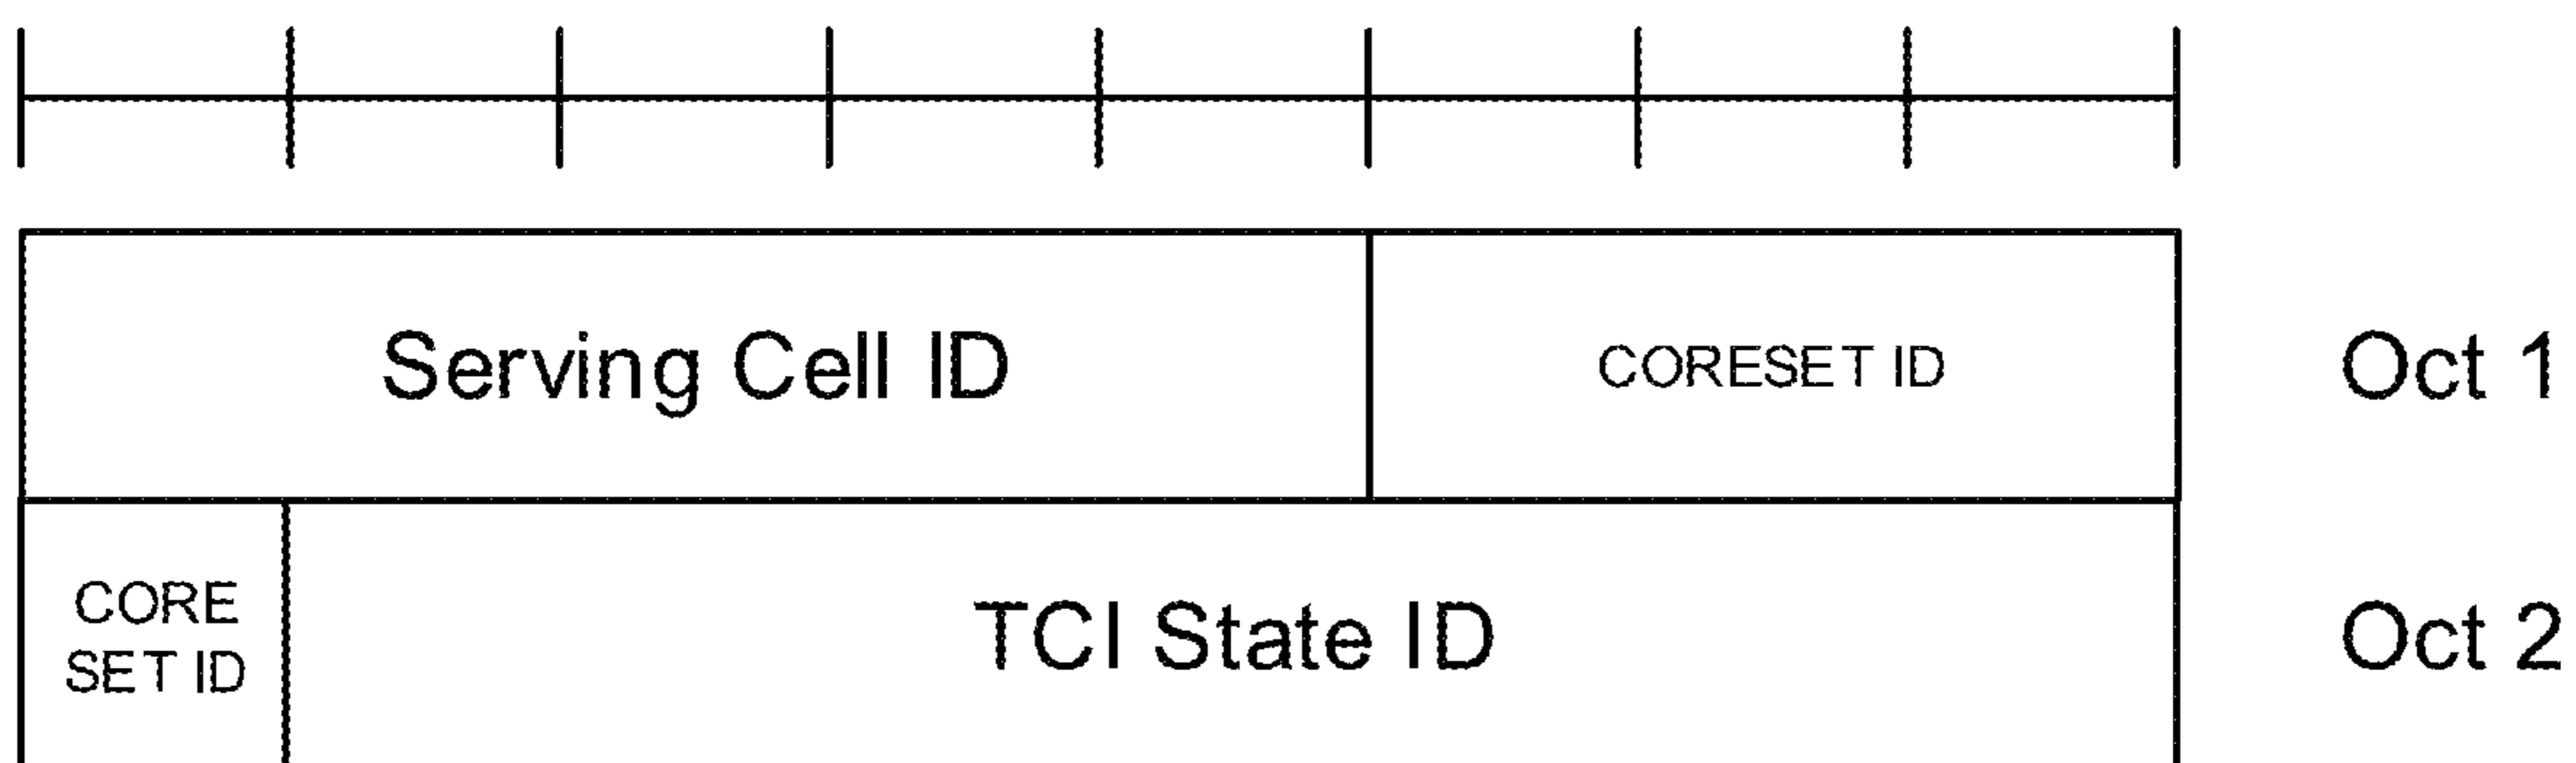 Serving Cell ID CORESET ID Oct 1
CORE
SET ID
TCI State ID Oct 2